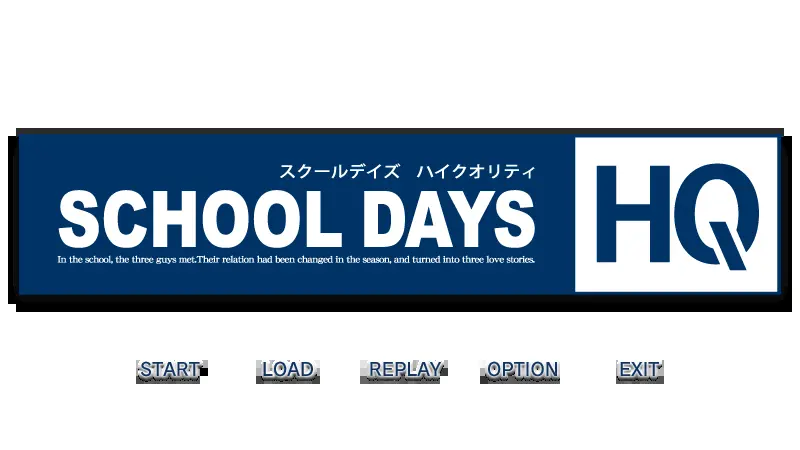 スクールデイズ　ハイクオリティ
SCHOOL DAYS
HQ
In the school, the three guys met.Their relation had been changed in the season, and turned into three love stories.
START LOAD REPLAY OPTION EXIT